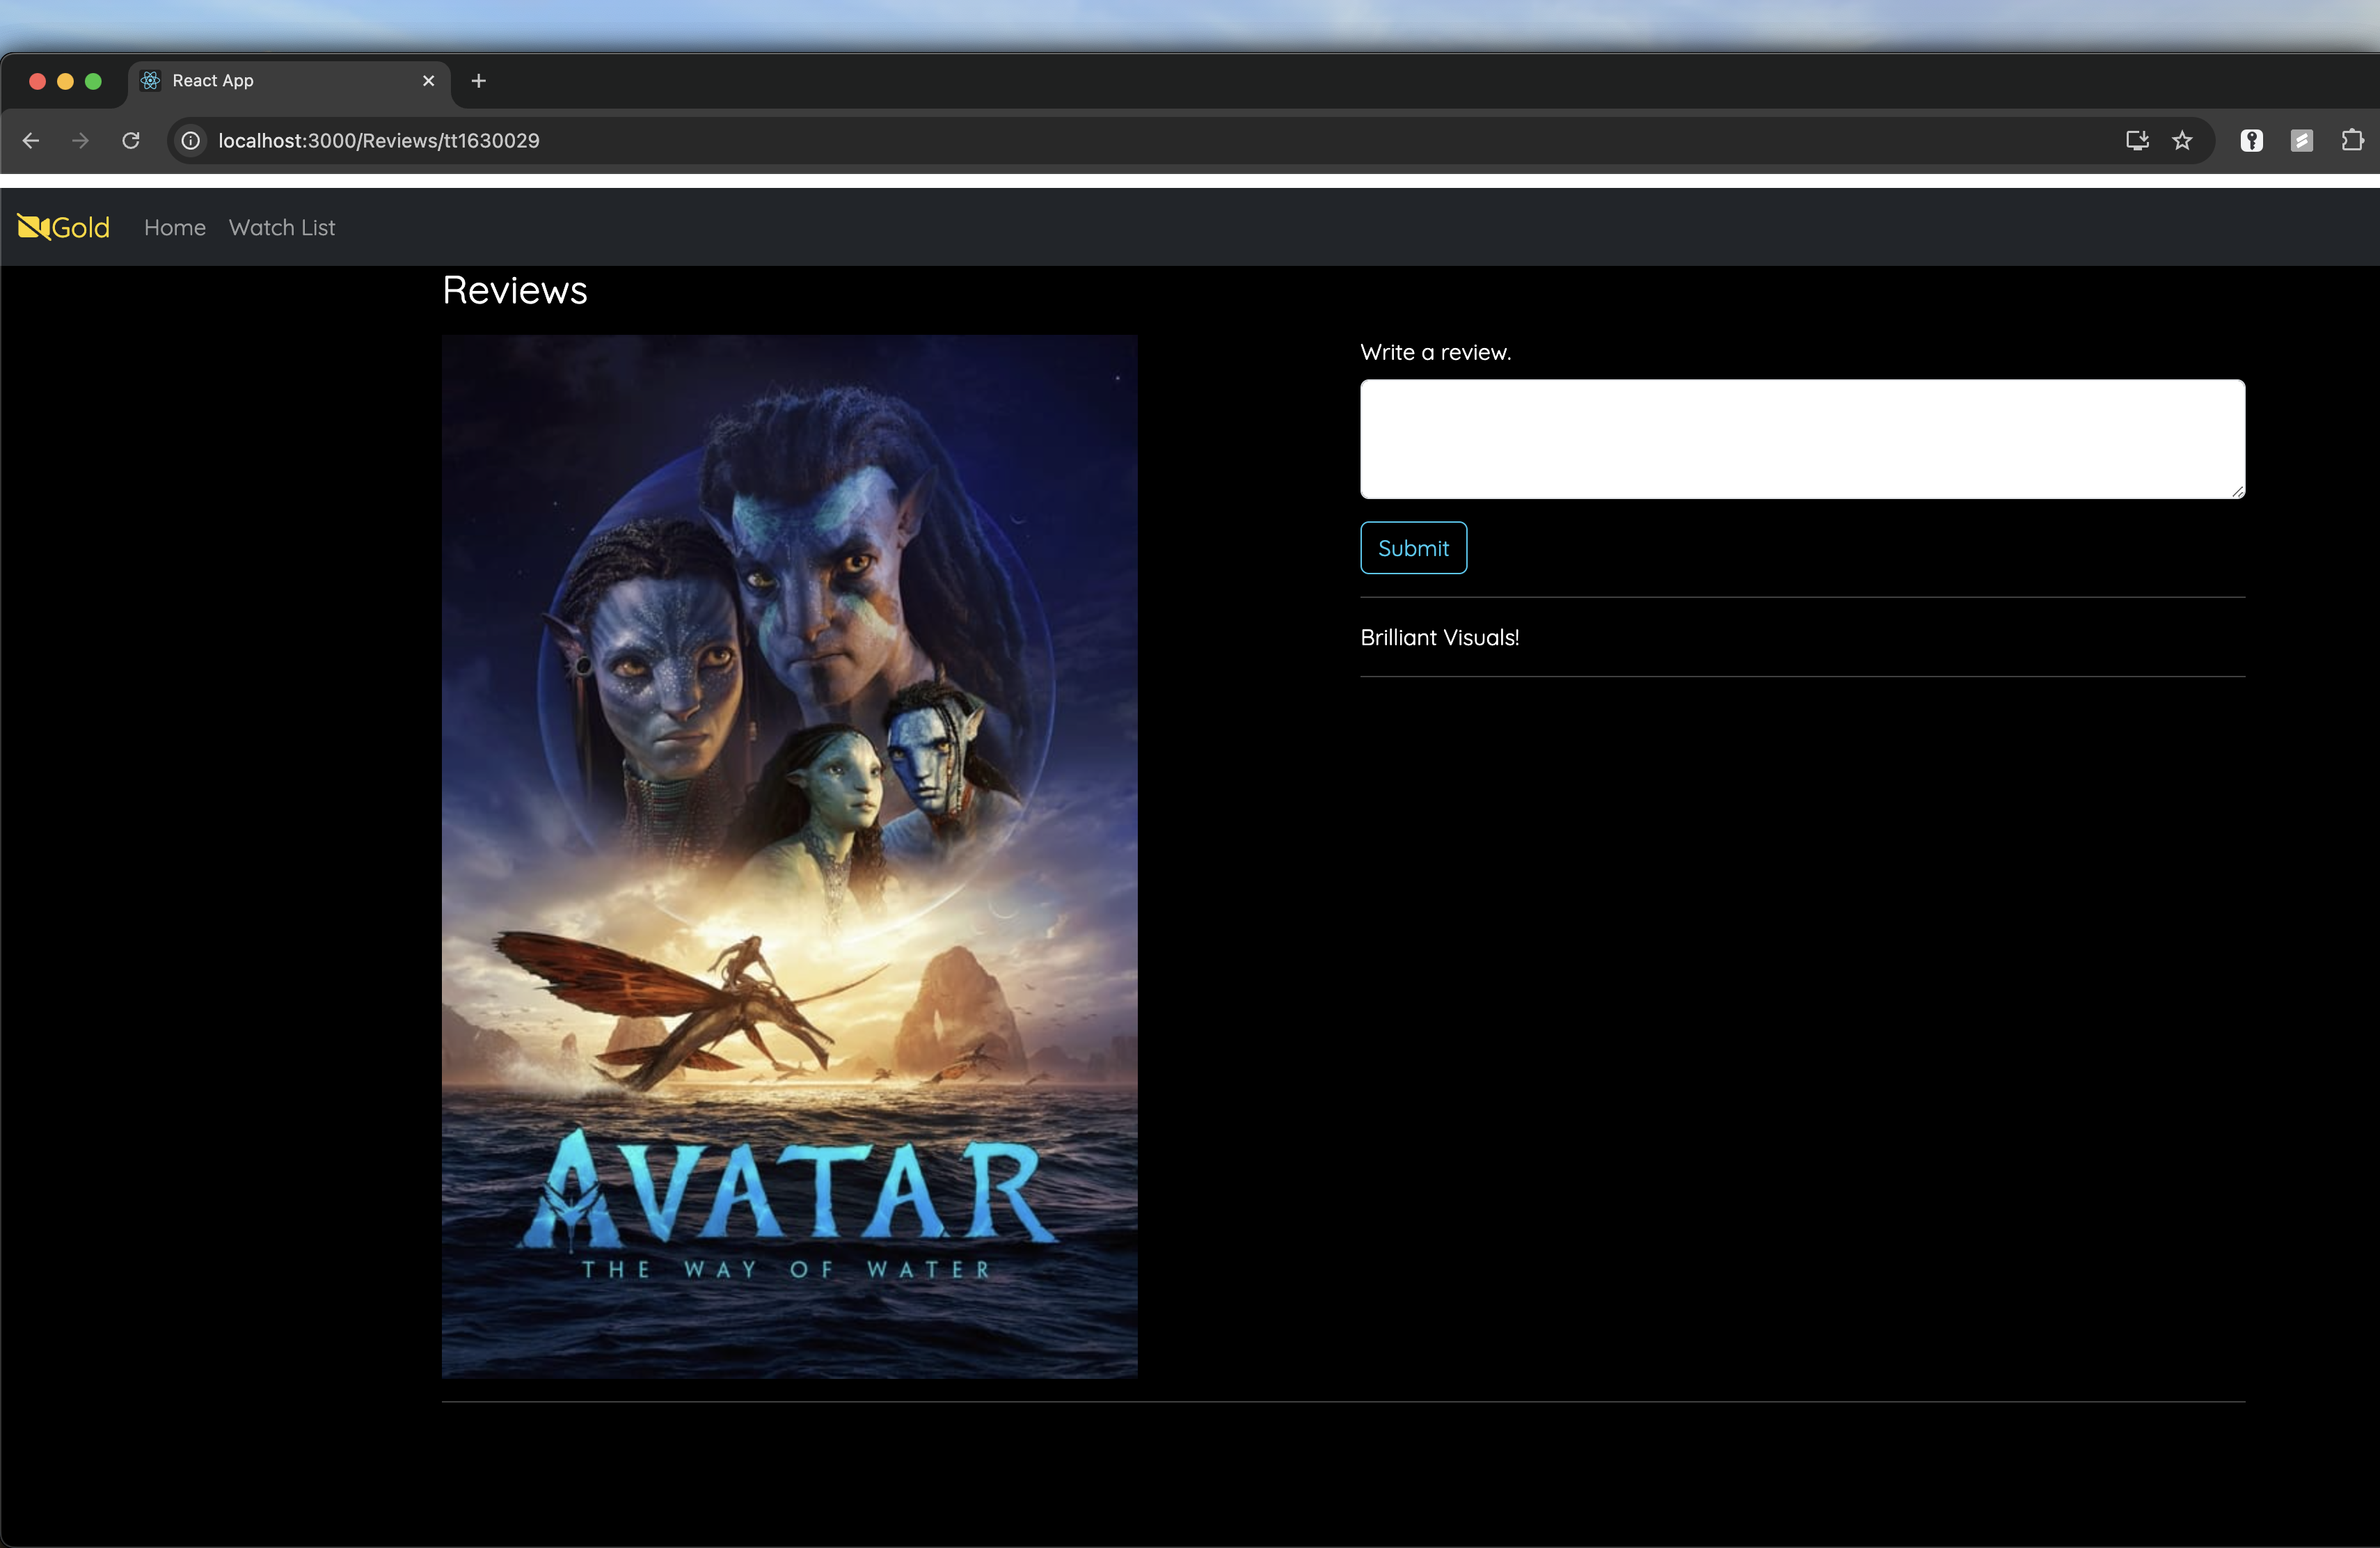 React App
localhost:3000/Reviews/tt1630029
Gold Home Watch List
Reviews
Write a review.
Submit
Brilliant Visuals!
AVATAR
THE WAY OF WATER